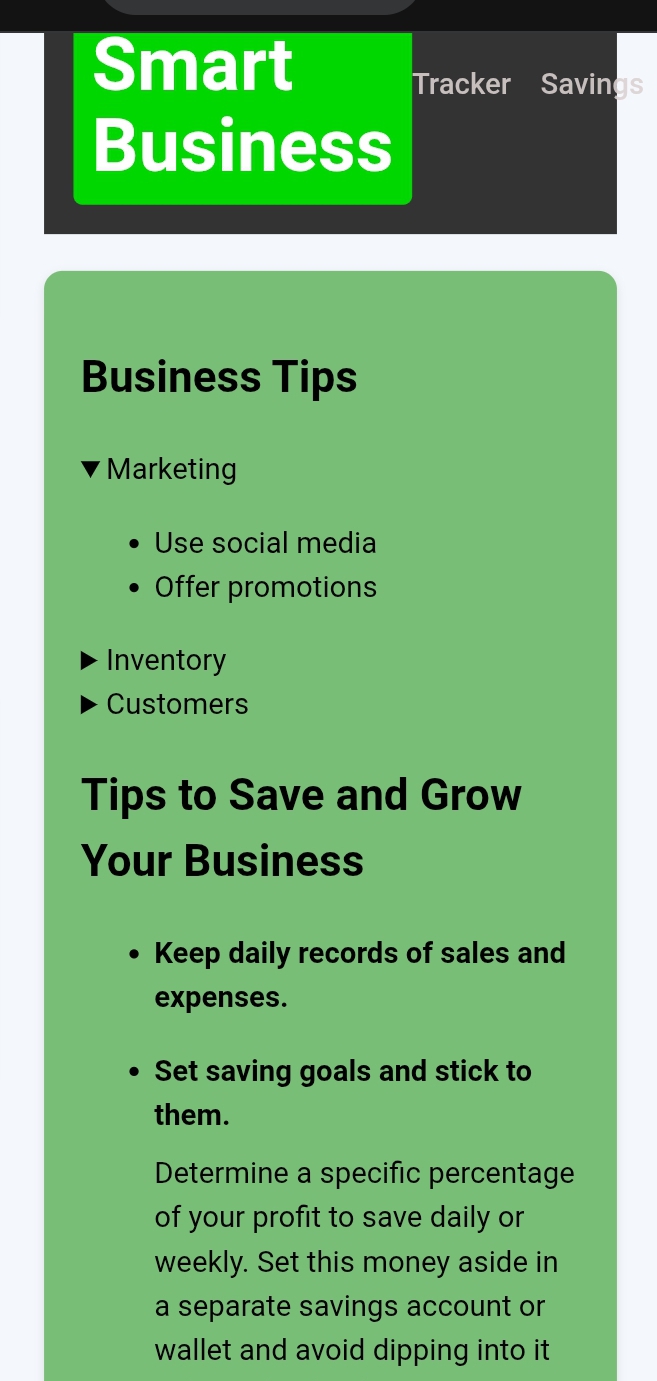 Smart
Business
Tracker Savings
Business Tips
Marketing
Use social media
Offer promotions
Inventory
Customers
Tips to Save and Grow
Your Business
Keep daily records of sales and
expenses.
Set saving goals and stick to
them.
Determine a specific percentage
of your profit to save daily or
weekly. Set this money aside in
a separate savings account or
wallet and avoid dipping into it